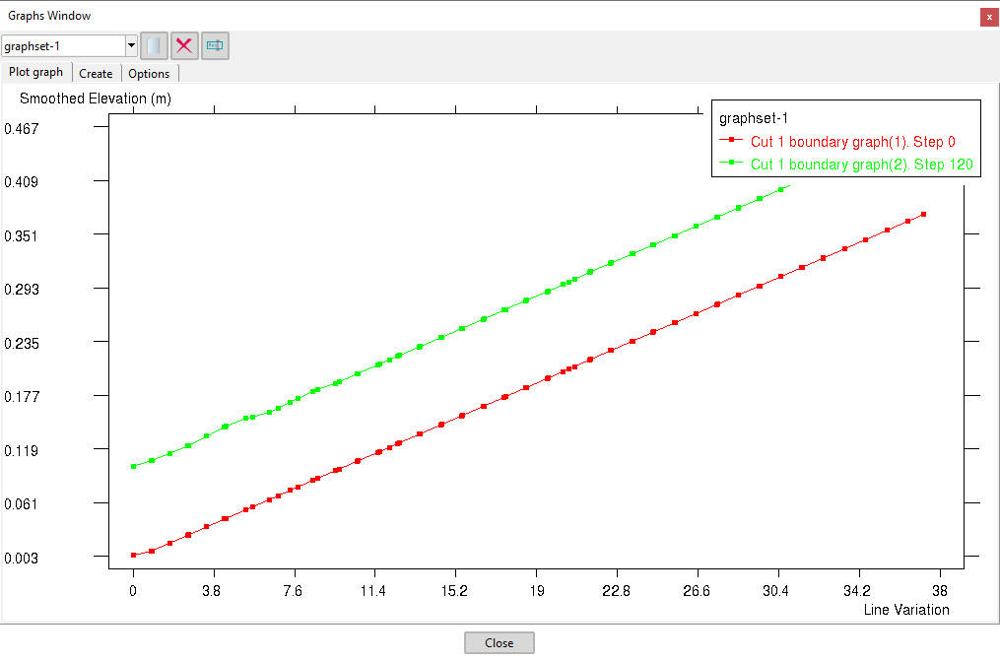 Graphs Window
x
graphset-1
Plot graph Create Options
Smoothed Elevation (m)
graphset-1
Cut 1 boundary graph(1). Step 0
Cut 1 boundary graph(2). Step 120
0.467
0.409
0.351
0.293
0.235
0.177
0.119
0.061
0.003
0 3.8 7.6 11.4 15.2 19 22.8 26.6 30.4 34.2 38
Line Variation
Close